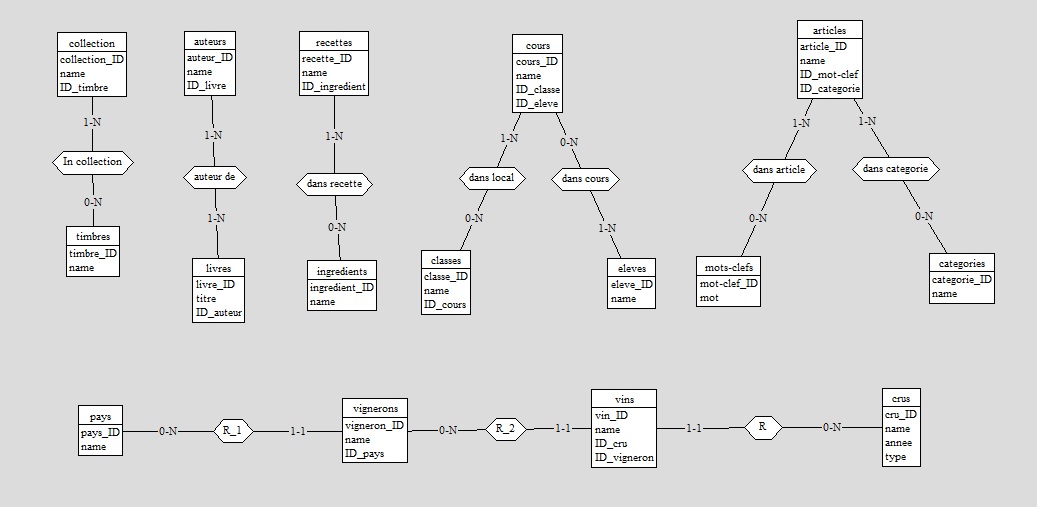 collection
collection_ID
name
ID_timbre
1-N
In collection
0-N
timbres
timbre_ID
name
auteurs
auteur_ID
name
ID_livre
1-N
auteur de
1-N
livres
livre_ID
titre
ID_auteur
recettes
recette_ID
name
ID_ingredient
1-N
dans recette
0-N
ingredients
ingredient_ID
name
cours
cours_ID
name
ID_classe
ID_eleve
1-N
0-N
dans local
dans cours
0-N
1-N
classes
classe_ID
name
ID_cours
eleves
eleve_ID
name
articles
article_ID
name
ID_mot-clef
ID_categorie
1-N
1-N
dans article
dans categorie
0-N
0-N
mots-clefs
mot-clef_ID
mot
categories
categorie_ID
name
pays
pays_ID
name
0-N
R_1
1-1
vignerons
vigneron_ID
name
ID_pays
0-N
R_2
1-1
vins
vin_ID
name
ID_cru
ID_vigneron
1-1
R
0-N
crus
cru_ID
name
annee
type